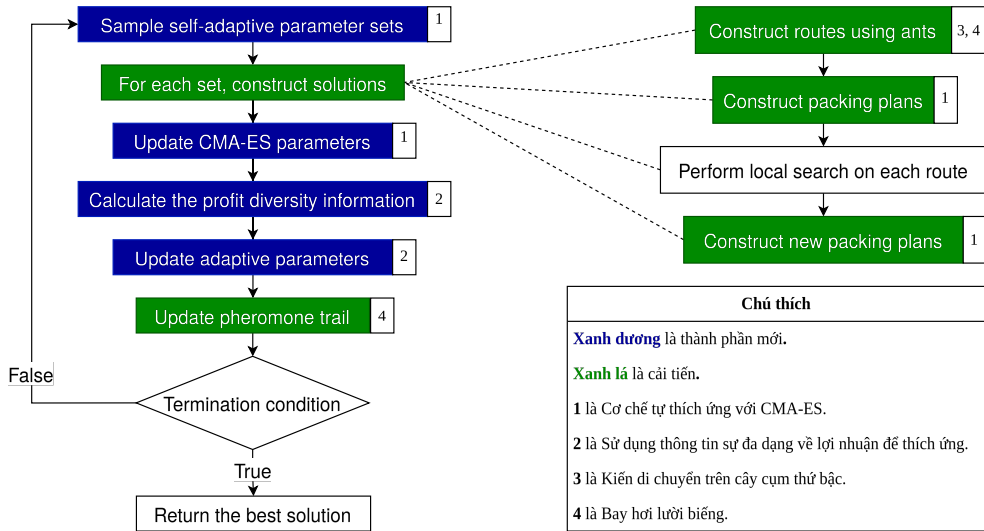 Sample self-adaptive parameter sets
1
For each set, construct solutions
Update CMA-ES parameters
1
Calculate the profit diversity information
2
Update adaptive parameters
2
Update pheromone trail
4
False
Termination condition
True
Return the best solution
Construct routes using ants
3, 4
Construct packing plans
1
Perform local search on each route
Construct new packing plans
1
Chú thích
Xanh dương là thành phần mới.
Xanh lá là cải tiến.
1 là Cơ chế tự thích ứng với CMA-ES.
2 là Sử dụng thông tin sự đa dạng về lợi nhuận để thích ứng.
3 là Kiến di chuyển trên cây cụm thứ bậc.
4 là Bay hơi lười biếng.